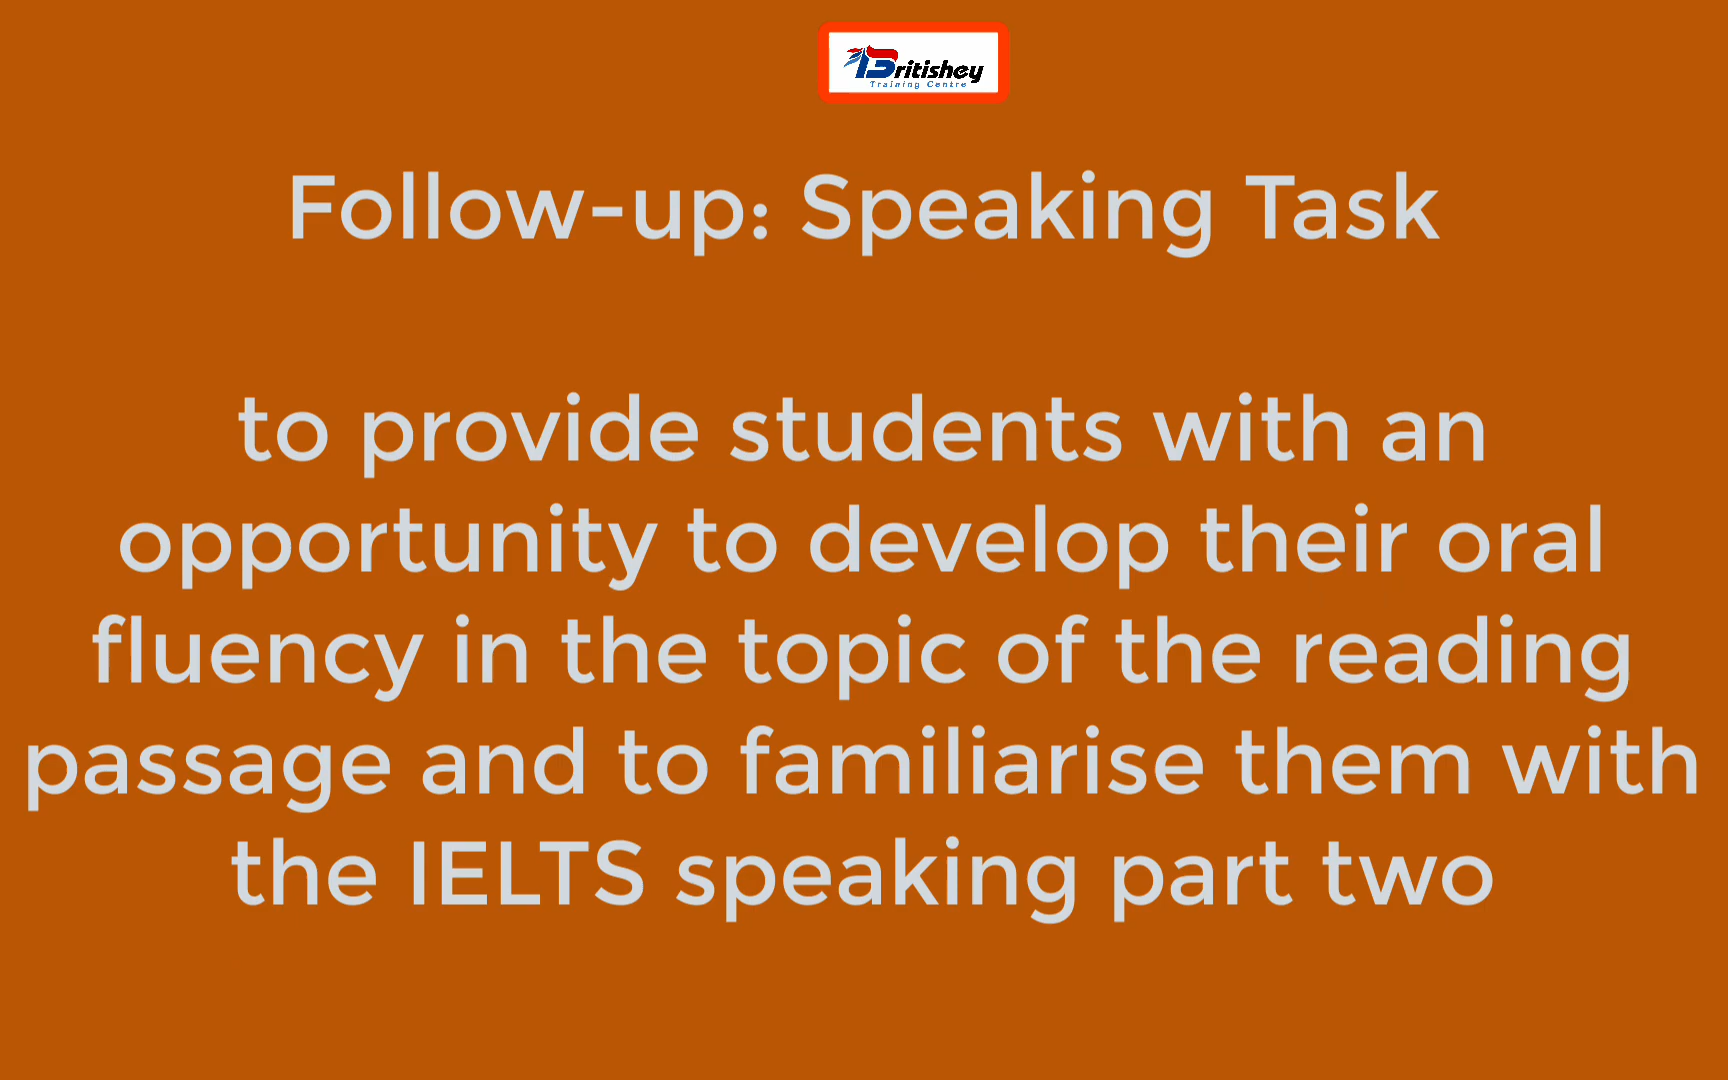 Britishey
Training Centre
Follow-up: Speaking Task
to provide students with an
opportunity to develop their oral
fluency in the topic of the reading
passage and to familiarise them with
the IELTS speaking part two